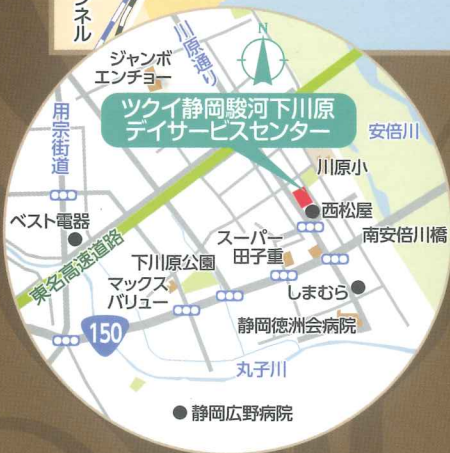 ンネル
ジャンボ
エンチョー
川原通り
N
用宗街道
ツクイ静岡駿河下川原
デイサービスセンター
安倍川
川原小
西松屋
ベスト電器
東名高速道路
スーパー
田子重
南安倍川橋
下川原公園
マックス
バリュー
しまむら
150
静岡徳洲会病院
丸子川
静岡広野病院